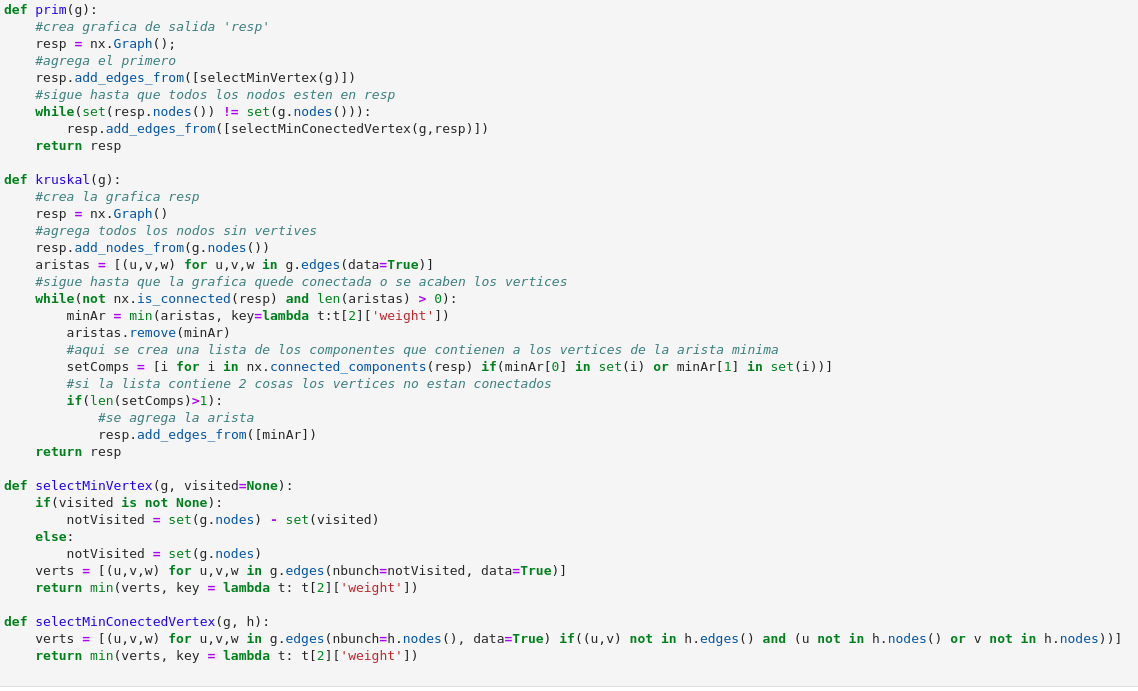 def prim(g):
    #crea grafica de salida 'resp'
    resp = nx.Graph();
    #agrega el primero
    resp.add_edges_from([selectMinVertex(g)])
    #sigue hasta que todos los nodos esten en resp
    while(set(resp.nodes()) != set(g.nodes())):
        resp.add_edges_from([selectMinConectedVertex(g,resp)])
    return resp

def kruskal(g):
    #crea la grafica resp
    resp = nx.Graph()
    #agrega todos los nodos sin vertives
    resp.add_nodes_from(g.nodes())
    aristas = [(u,v,w) for u,v,w in g.edges(data=True)]
    #sigue hasta que la grafica quede conectada o se acaben los vertices
    while(not nx.is_connected(resp) and len(aristas) > 0):
        minAr = min(aristas, key=lambda t:t[2]['weight'])
        aristas.remove(minAr)
        #aqui se crea una lista de los componentes que contienen a los vertices de la arista minima
        setComps = [i for i in nx.connected_components(resp) if(minAr[0] in set(i) or minAr[1] in set(i))]
        #si la lista contiene 2 cosas los vertices no estan conectados
        if(len(setComps)>1):
            #se agrega la arista
            resp.add_edges_from([minAr])
    return resp

def selectMinVertex(g, visited=None):
    if(visited is not None):
        notVisited = set(g.nodes) - set(visited)
    else:
        notVisited = set(g.nodes)
    verts = [(u,v,w) for u,v,w in g.edges(nbunch=notVisited, data=True)]
    return min(verts, key = lambda t: t[2]['weight'])

def selectMinConectedVertex(g, h):
    verts = [(u,v,w) for u,v,w in g.edges(nbunch=h.nodes(), data=True) if((u,v) not in h.edges() and (u not in h.nodes() or v not in h.nodes))]
    return min(verts, key = lambda t: t[2]['weight'])